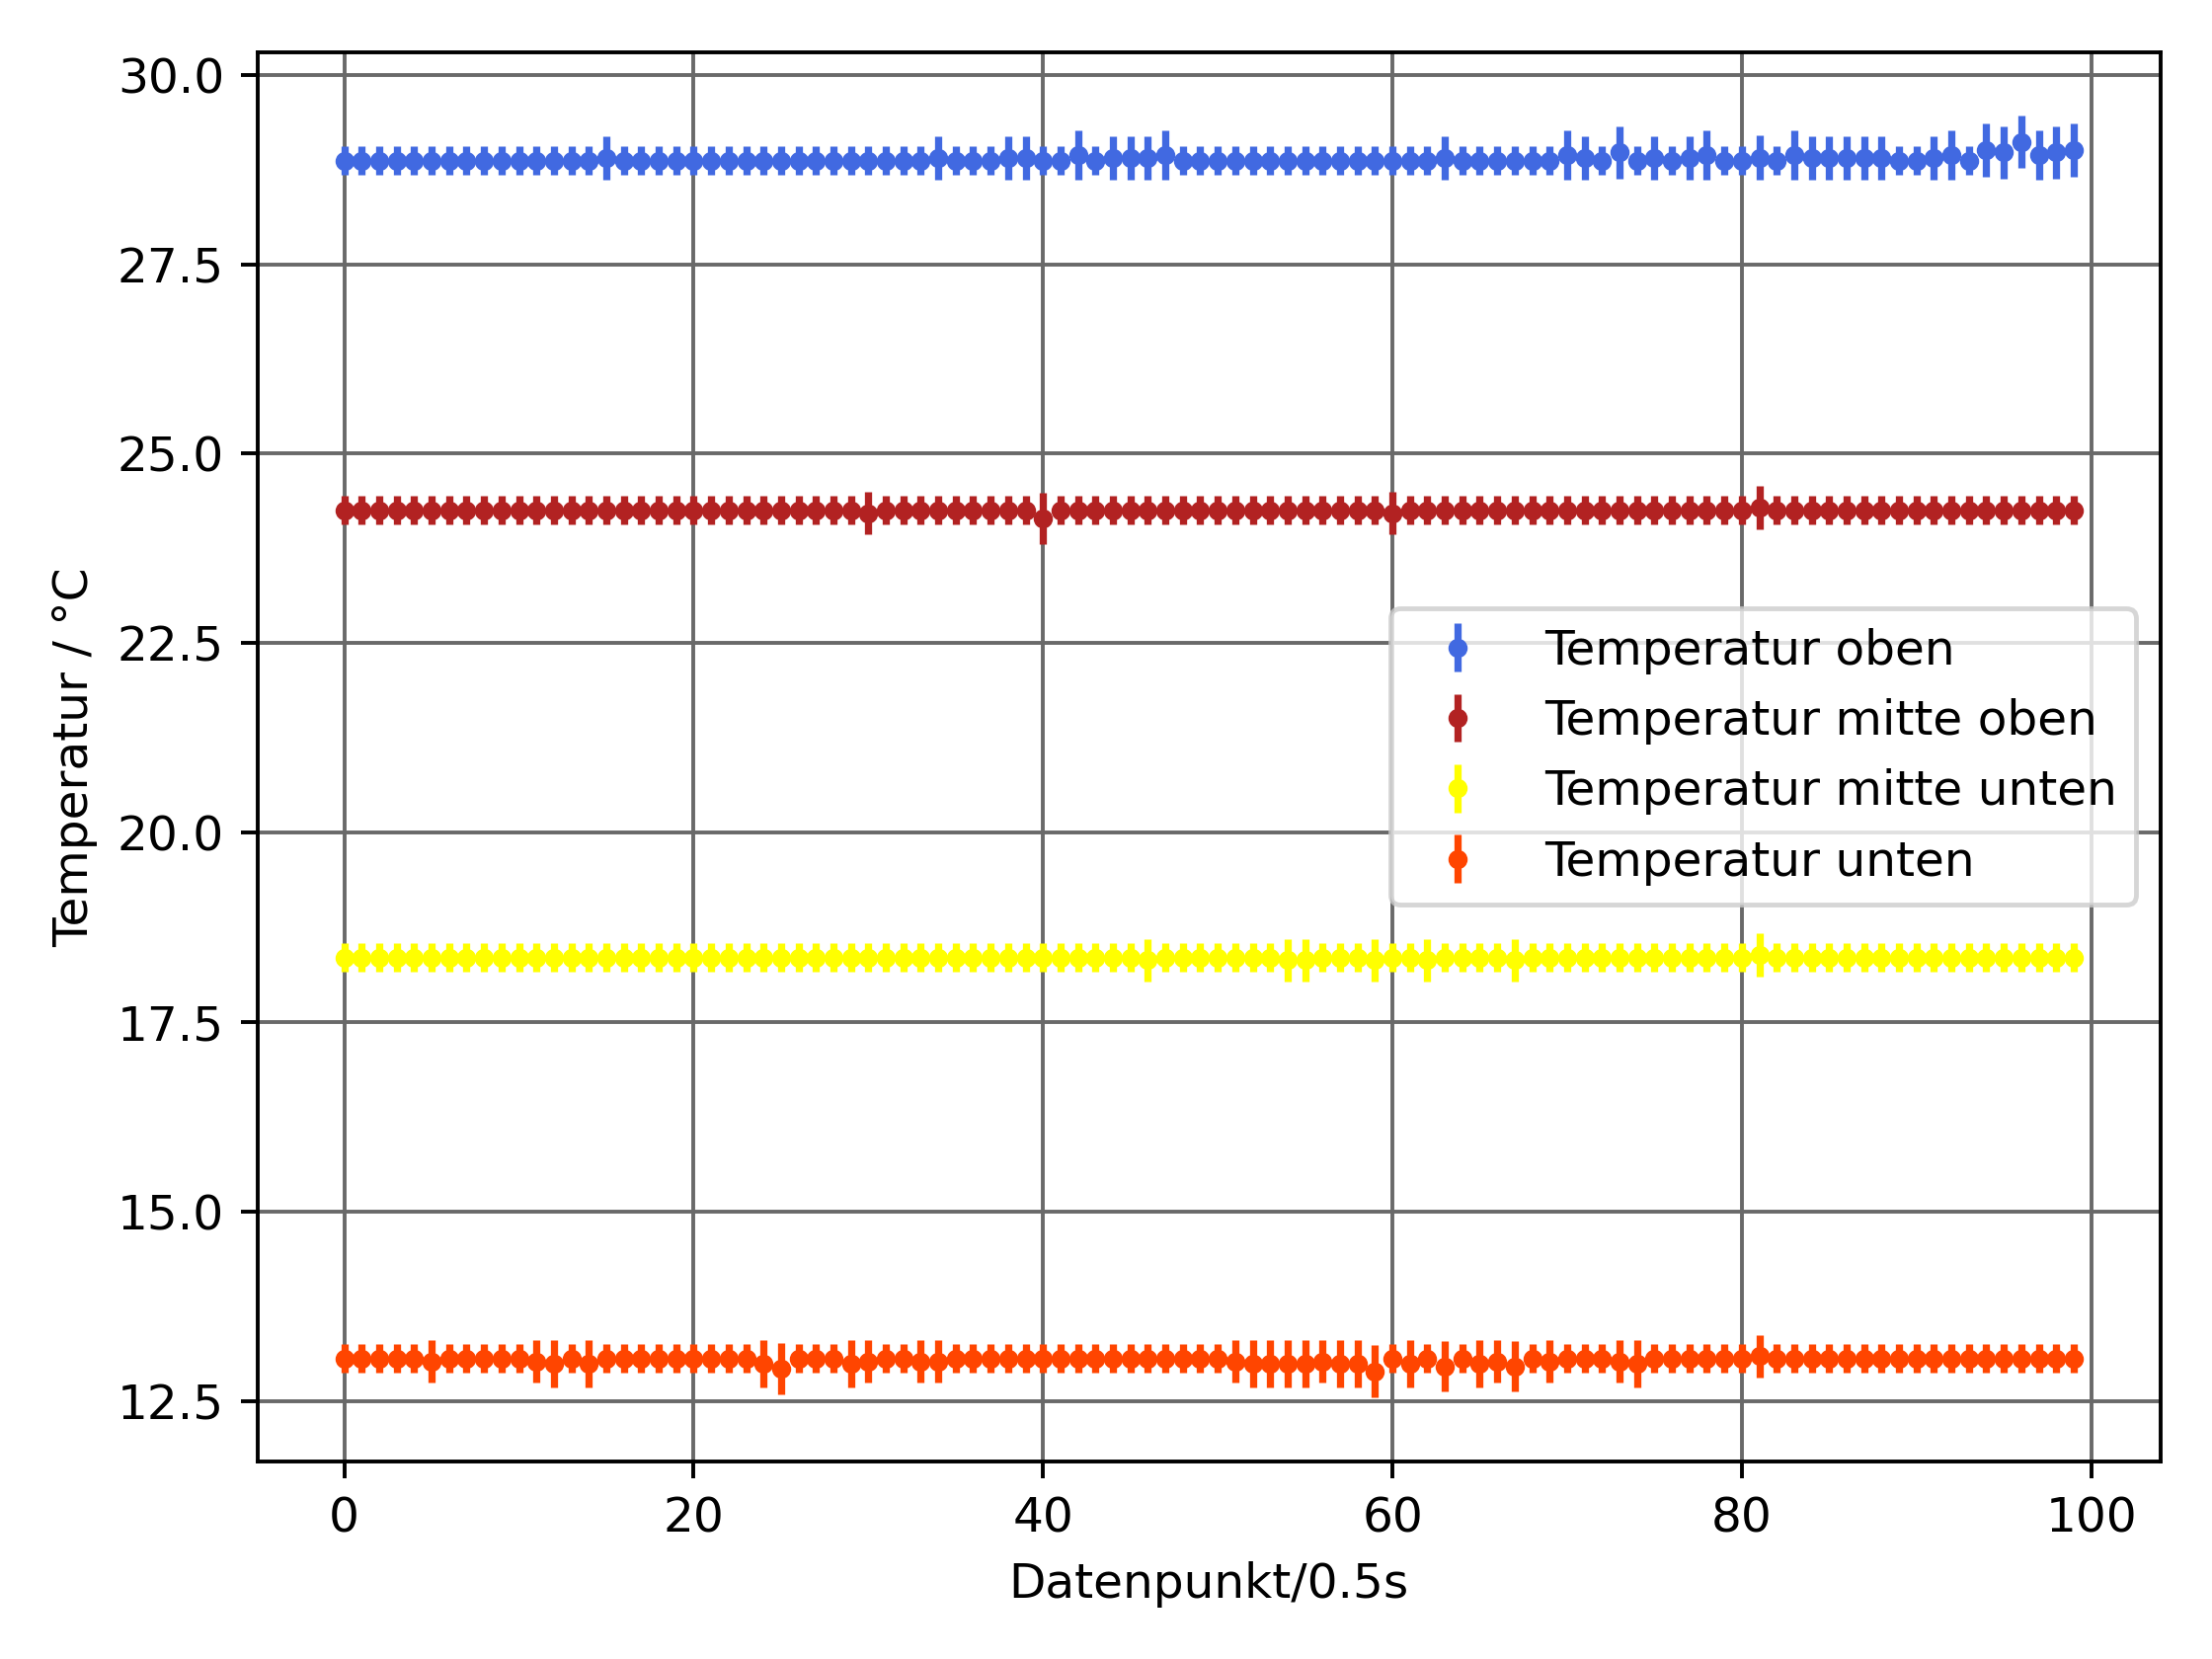 30.0
27.5
25.0
22.5
20.0
17.5
15.0
12.5
Temperatur / °C
Temperatur oben
Temperatur mitte oben
Temperatur mitte unten
Temperatur unten
0 20 40 60 80 100
Datenpunkt/0.5s